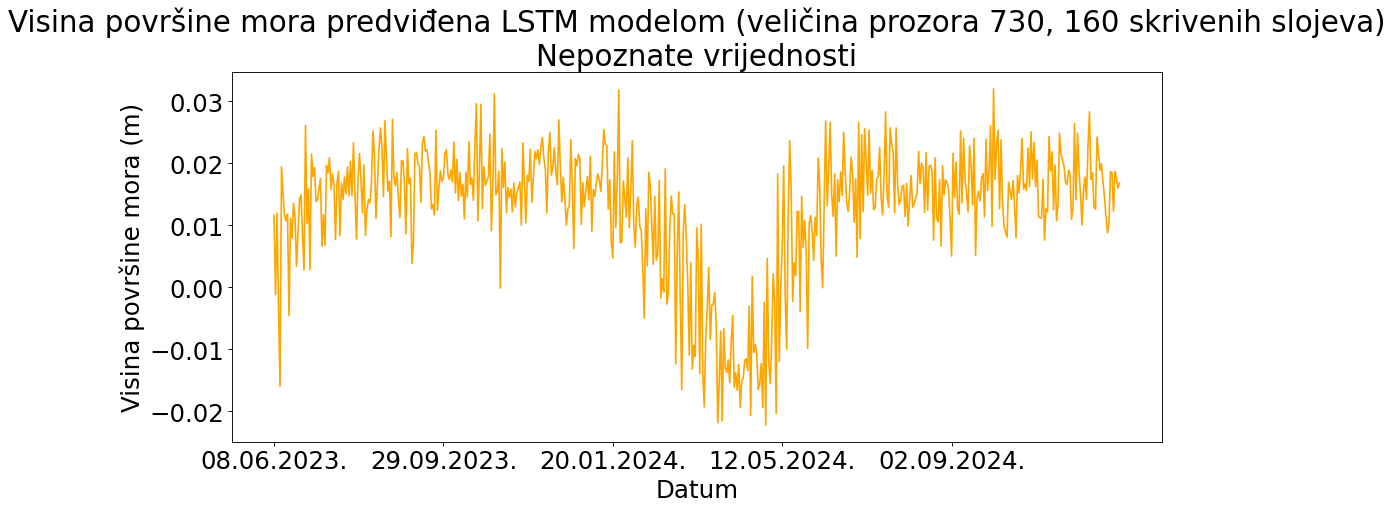 Visina površine mora predviđena LSTM modelom (veličina prozora 730, 160 skrivenih slojeva)
Nepoznate vrijednosti
Visina površine mora (m)
0.03
0.02
0.01
0.00
−0.01
−0.02
08.06.2023. 29.09.2023. 20.01.2024. 12.05.2024. 02.09.2024.
Datum